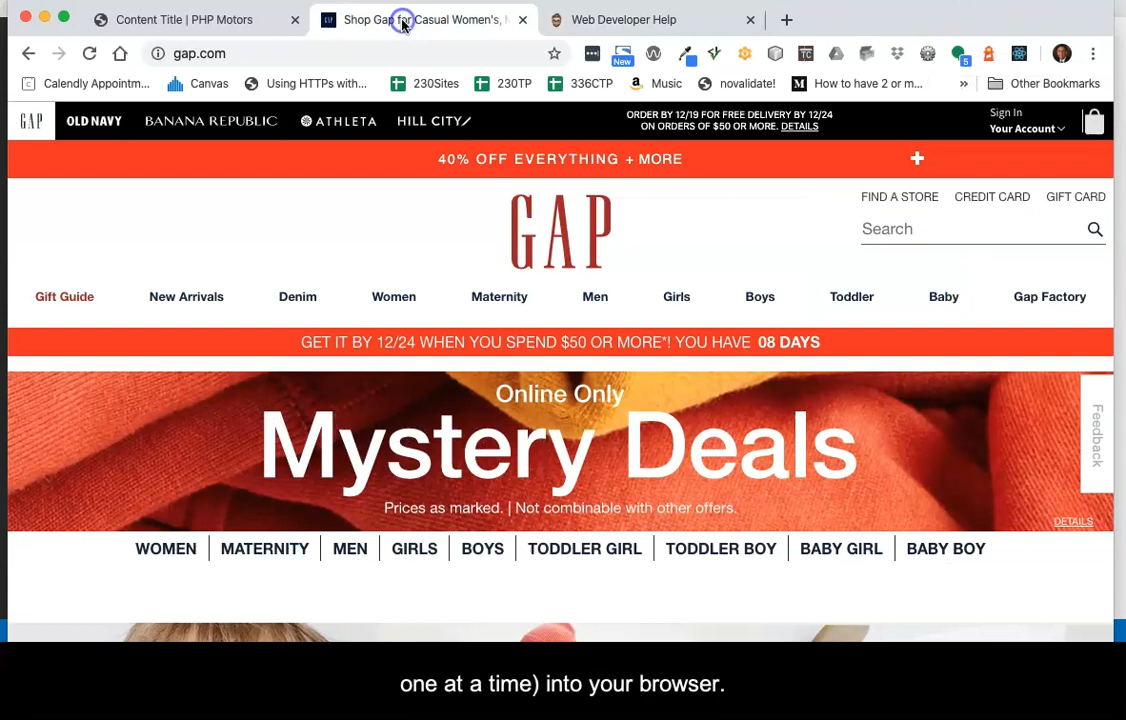 Content Title | PHP Motors
Shop Gap for Casual Women's,
Web Developer Help
gap.com
New
5
Calendly Appointm...
Canvas
Using HTTPs with...
230Sites
230TP
336CTP
Music
novalidate!
How to have 2 or m...
»
Other Bookmarks
GAP
OLD NAVY
BANANA REPUBLIC
ATHLETA
HILL CITY/
ORDER BY 12/19 FOR FREE DELIVERY BY 12/24
ON ORDERS OF $50 OR MORE. DETAILS
Sign In
Your Account
40% OFF EVERYTHING + MORE
GAP
FIND A STORE CREDIT CARD GIFT CARD
Search
Gift Guide New Arrivals Denim Women Maternity Men Girls Boys Toddler Baby Gap Factory
GET IT BY 12/24 WHEN YOU SPEND $50 OR MORE*! YOU HAVE 08 DAYS
Online Only
Mystery Deals
Prices as marked. | Not combinable with other offers.
DETAILS
Feedback
WOMEN MATERNITY MEN GIRLS BOYS TODDLER GIRL TODDLER BOY BABY GIRL BABY BOY
one at a time) into your browser.